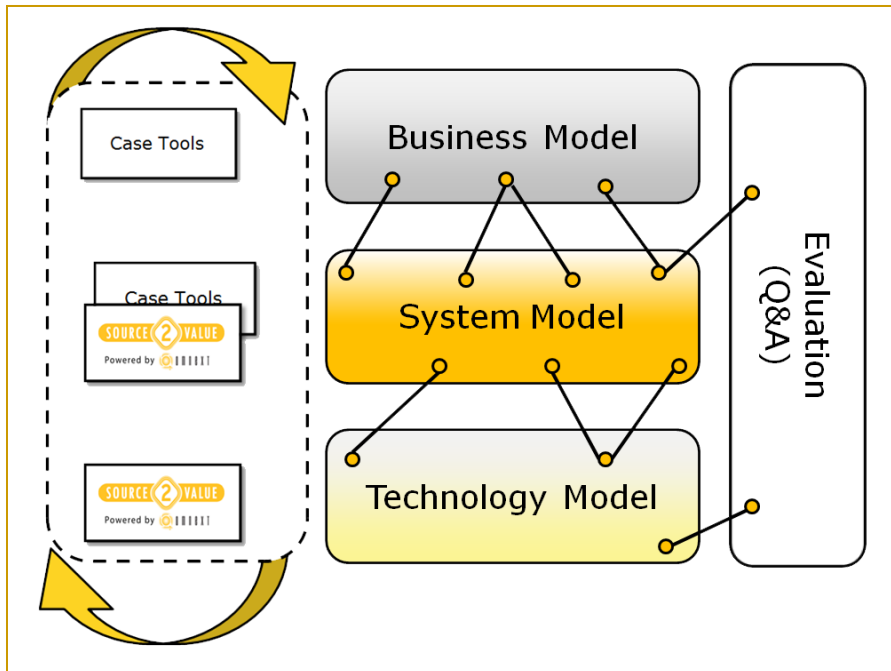 Case Tools
Case Tools
SOURCE 2 VALUE
Powered by
SOURCE 2 VALUE
Powered by
Business Model
System Model
Technology Model
Evaluation
(Q&A)